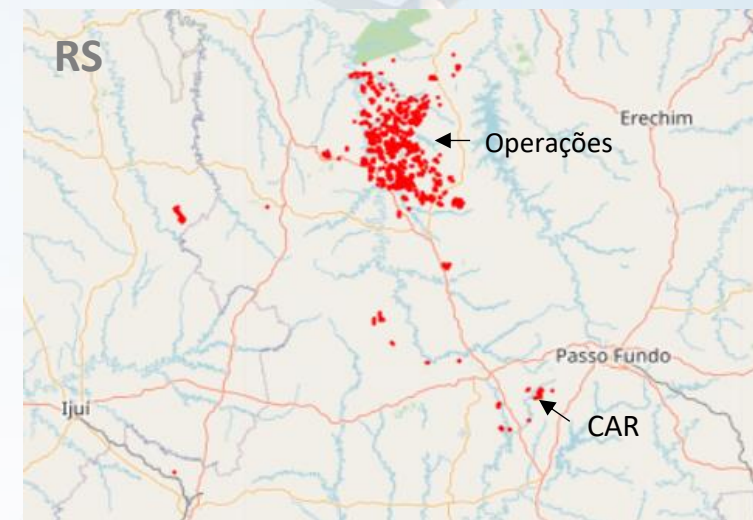 RS
Erechim
Operações
Passo Fundo
Ijuí
CAR